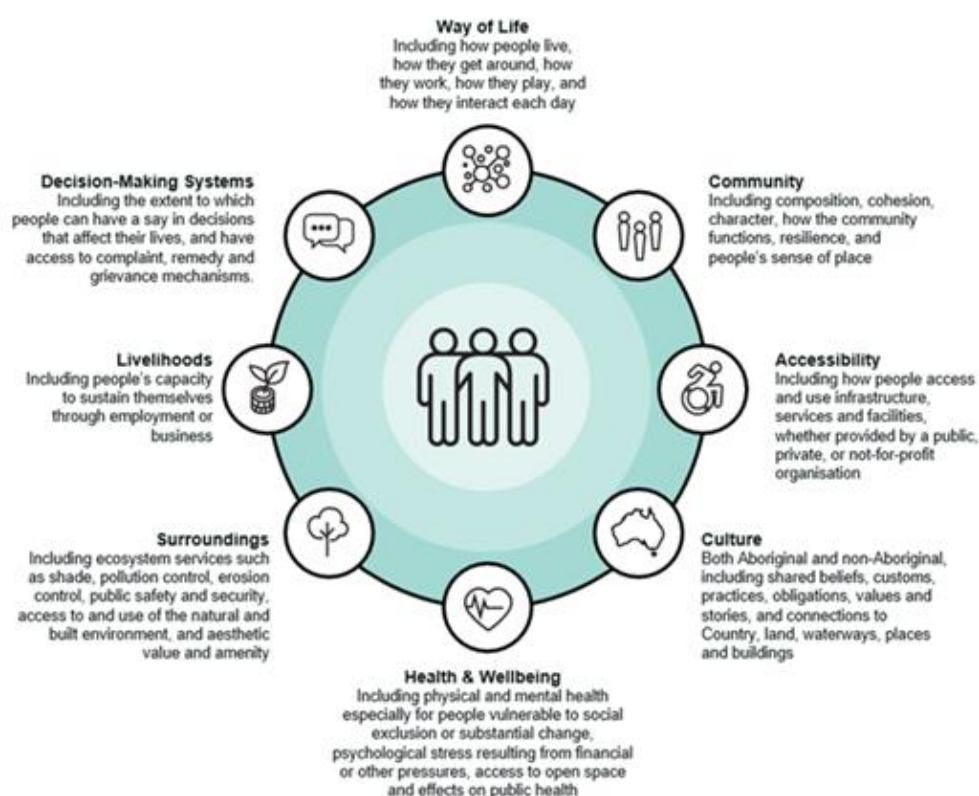 Way of Life
Including how people live,
how they get around, how
they work, how they play, and
how they interact each day
Community
Including composition, cohesion,
character, how the community
functions, resilience, and
people's sense of place
Accessibility
Including how people access
and use infrastructure,
services and facilities,
whether provided by a public,
private, or not-for-profit
organisation
Culture
Both Aboriginal and non-Aboriginal,
including shared beliefs, customs,
practices, obligations, values and
stories, and connections to
Country, land, waterways, places
and buildings
Health & Wellbeing
Including physical and mental health
especially for people vulnerable to social
exclusion or substantial change,
psychological stress resulting from financial
or other pressures, access to open space
and effects on public health
Surroundings
Including ecosystem services such
as shade, pollution control, erosion
control, public safety and security,
access to and use of the natural and
built environment, and aesthetic
value and amenity
Livelihoods
Including people's capacity
to sustain themselves
through employment or
business
Decision-Making Systems
Including the extent to which
people can have a say in decisions
that affect their lives, and have
access to complaint, remedy and
grievance mechanisms.